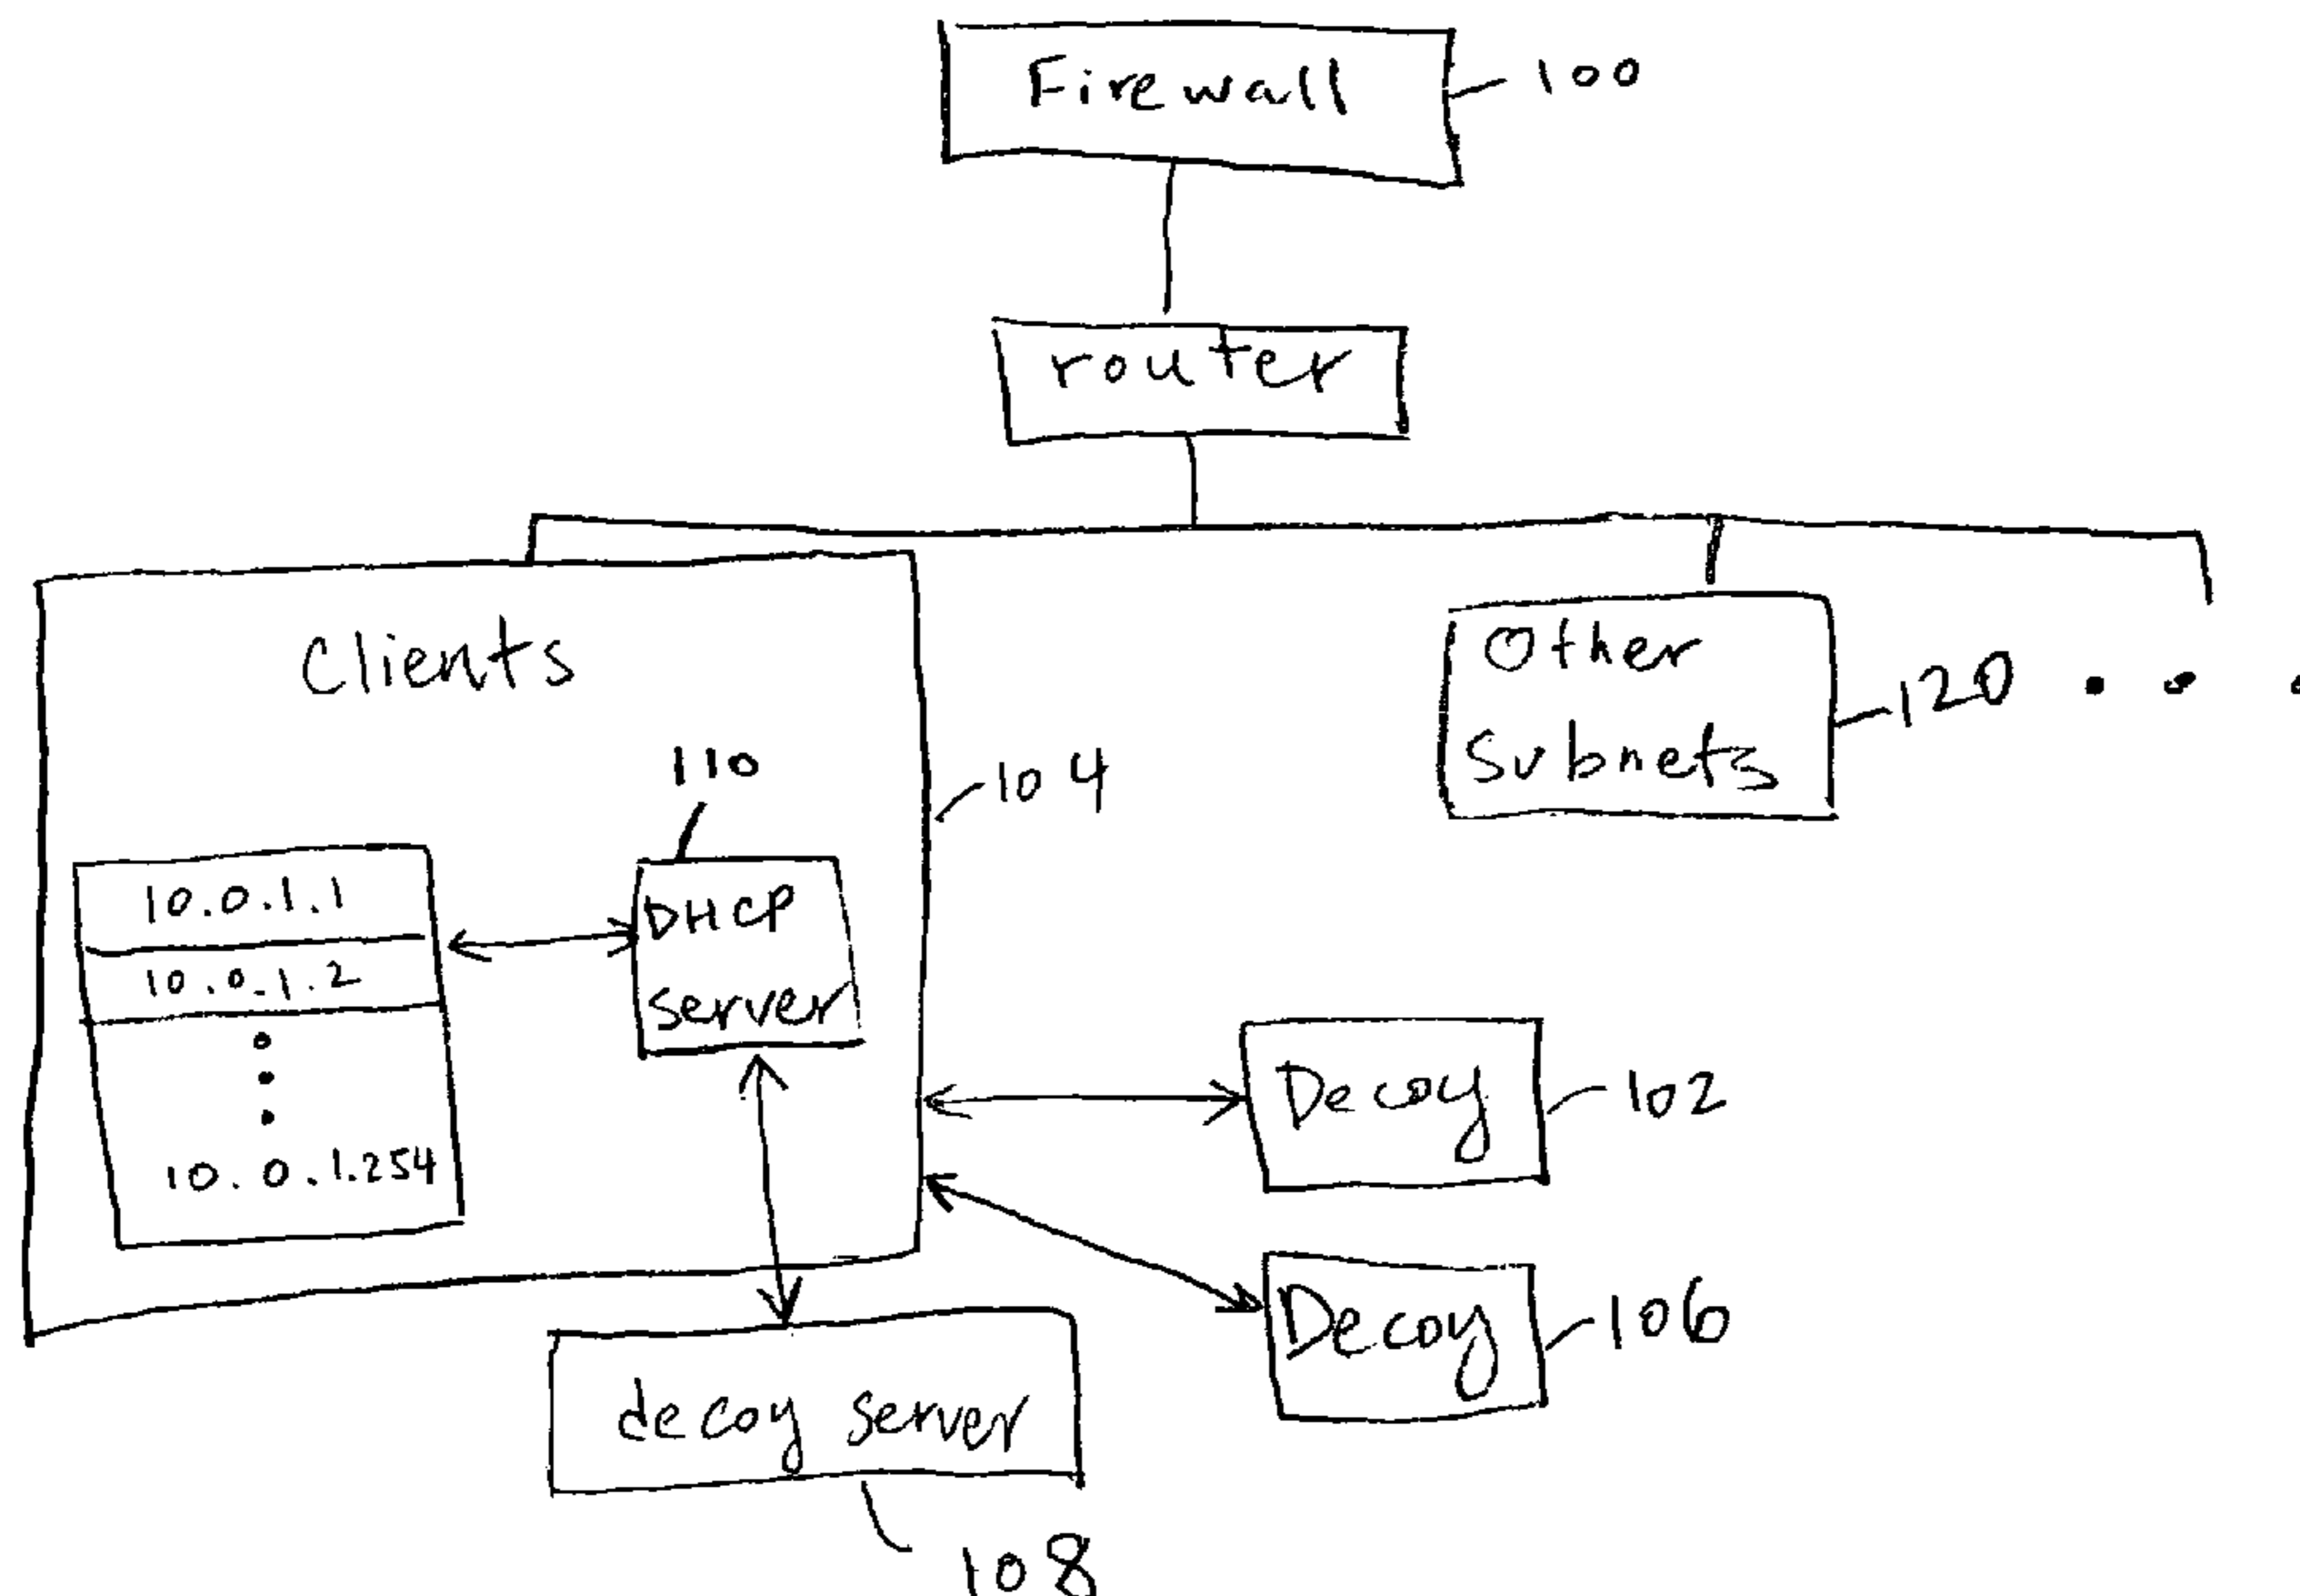 Firewall
100
router
Clients
Other
Subnets
120
110
104
10.0.1.1
10.0.1.2
10.0.1.254
DHCP
server
Decoy
102
Decoy
106
decoy server
108